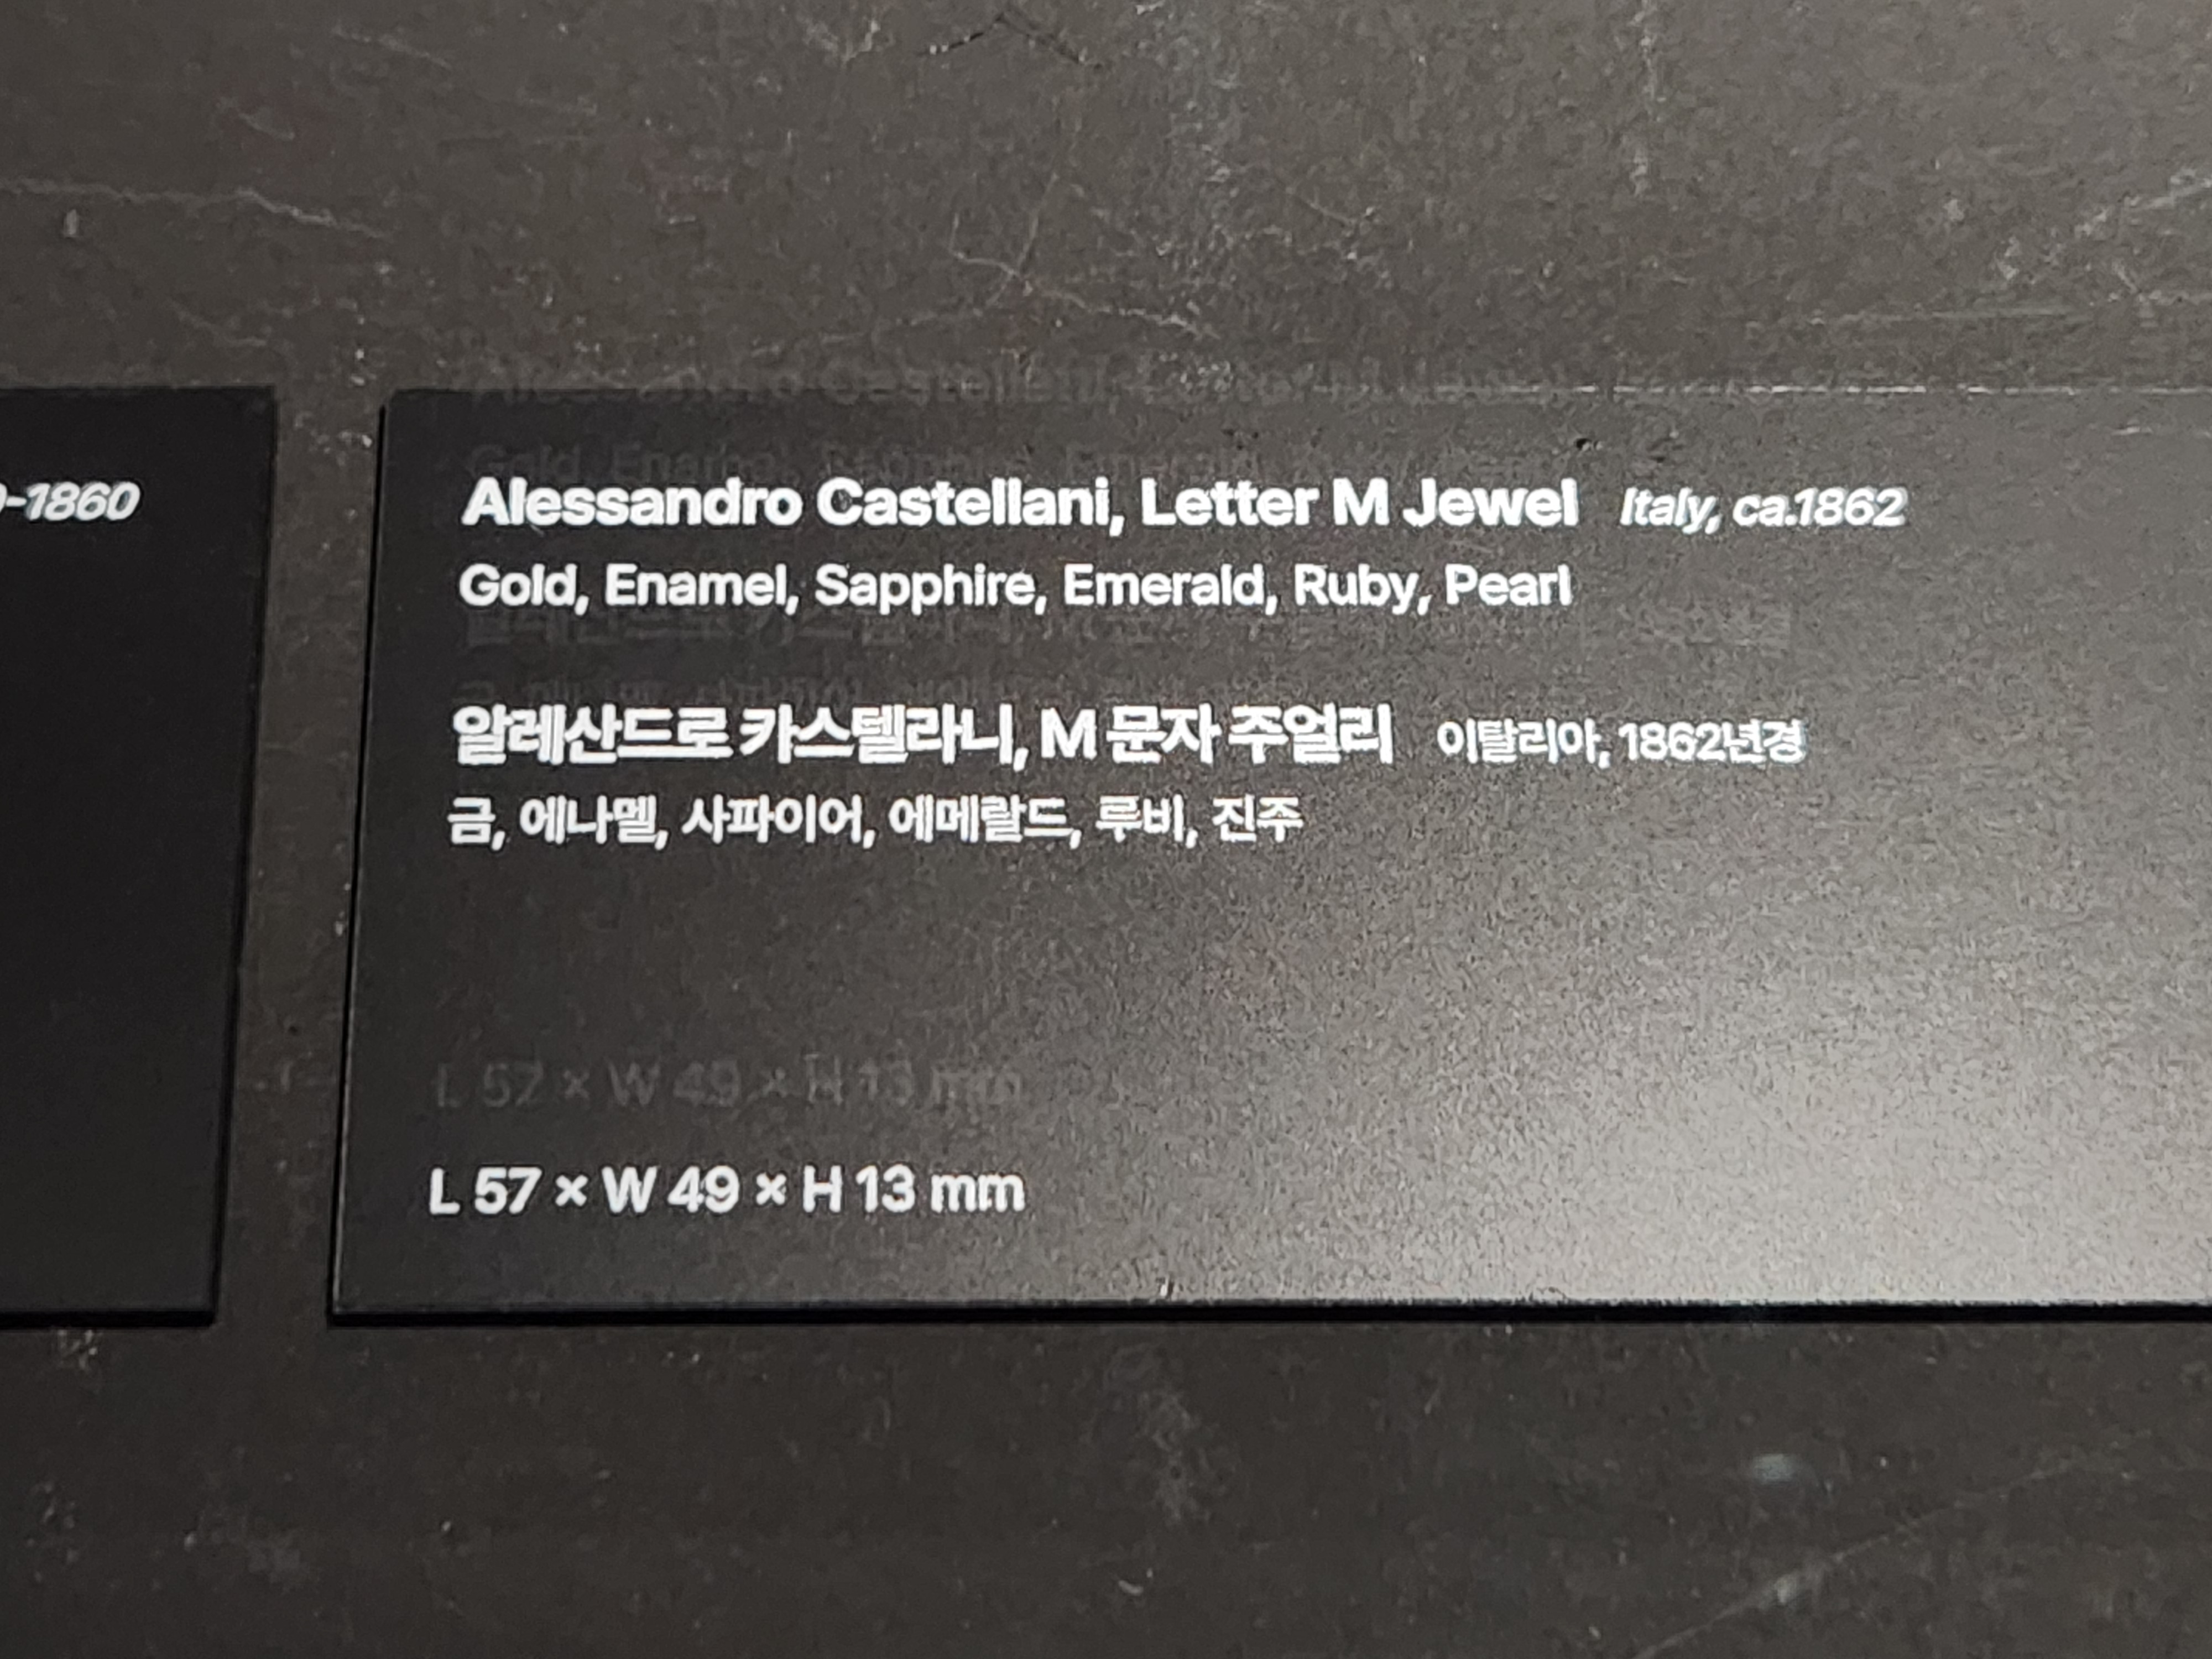 -1860
Alessandro Castellani, Letter M Jewel Italy, ca.1862
Gold, Enamel, Sapphire, Emerald, Ruby, Pearl
알레산드로 카스텔라니, M 문자 주얼리 이탈리아, 1862년경
금, 에나멜, 사파이어, 에메랄드, 루비, 진주
L 57 × W 49 × H 13 mm